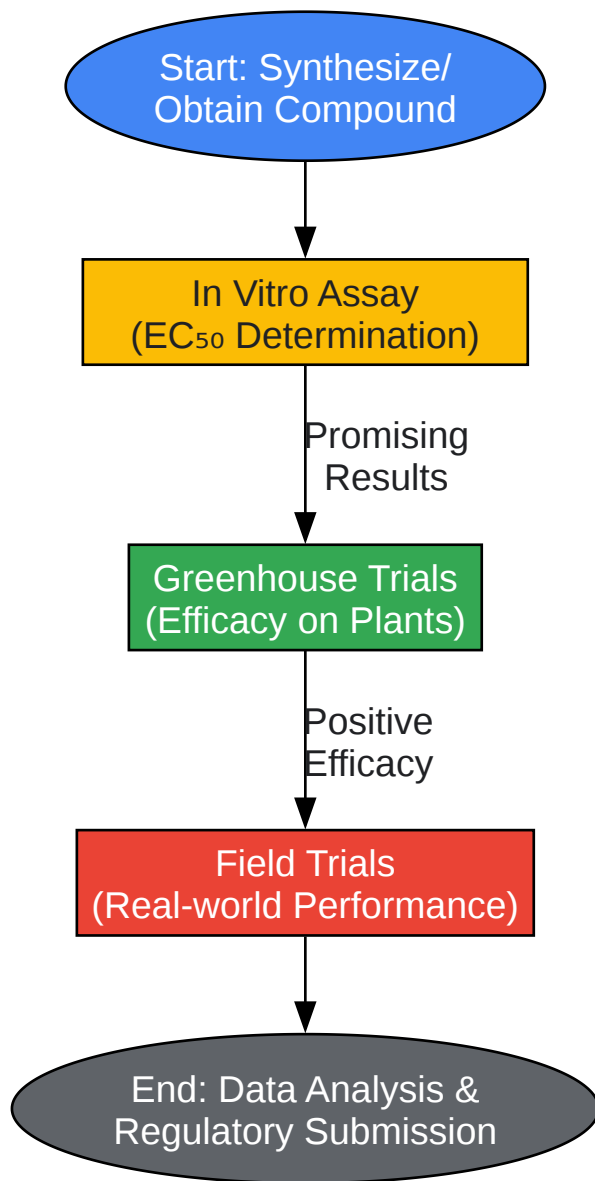 Start: Synthesize/
Obtain Compound
In Vitro Assay
(EC₅₀ Determination)
Promising
Results
Greenhouse Trials
(Efficacy on Plants)
Positive
Efficacy
Field Trials
(Real-world Performance)
End: Data Analysis &
Regulatory Submission